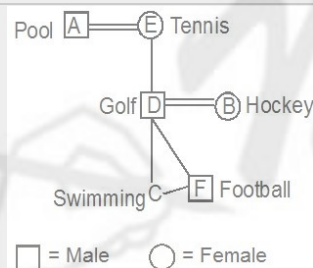 Pool A E Tennis
Golf D B Hockey
Swimming C F Football
= Male = Female